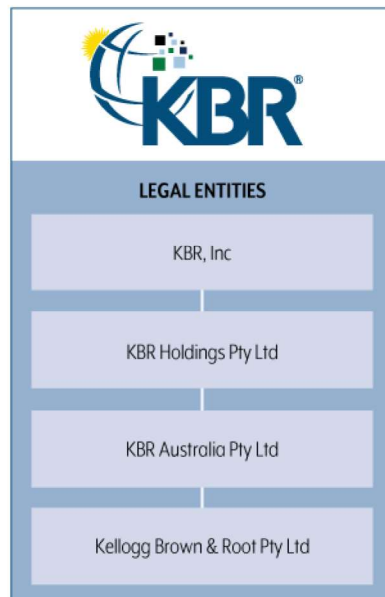 KBR®
LEGAL ENTITIES
KBR, Inc
KBR Holdings Pty Ltd
KBR Australia Pty Ltd
Kellogg Brown & Root Pty Ltd